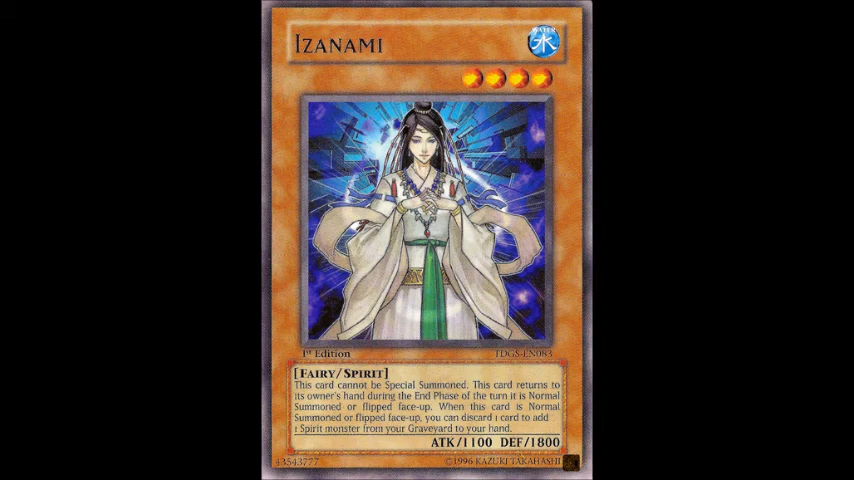 IZANAMI
WATER
水
1st Edition
TDGS-EN083
[FAIRY/SPIRIT]
This card cannot be Special Summoned. This card returns to
its owner's hand during the End Phase of the turn it is Normal
Summoned or flipped face-up. When this card is Normal
Summoned or flipped face-up, you can discard 1 card to add
1 Spirit monster from your Graveyard to your hand.
ATK/1100 DEF/1800
43543777
©1996 KAZUKI TAKAHASHI